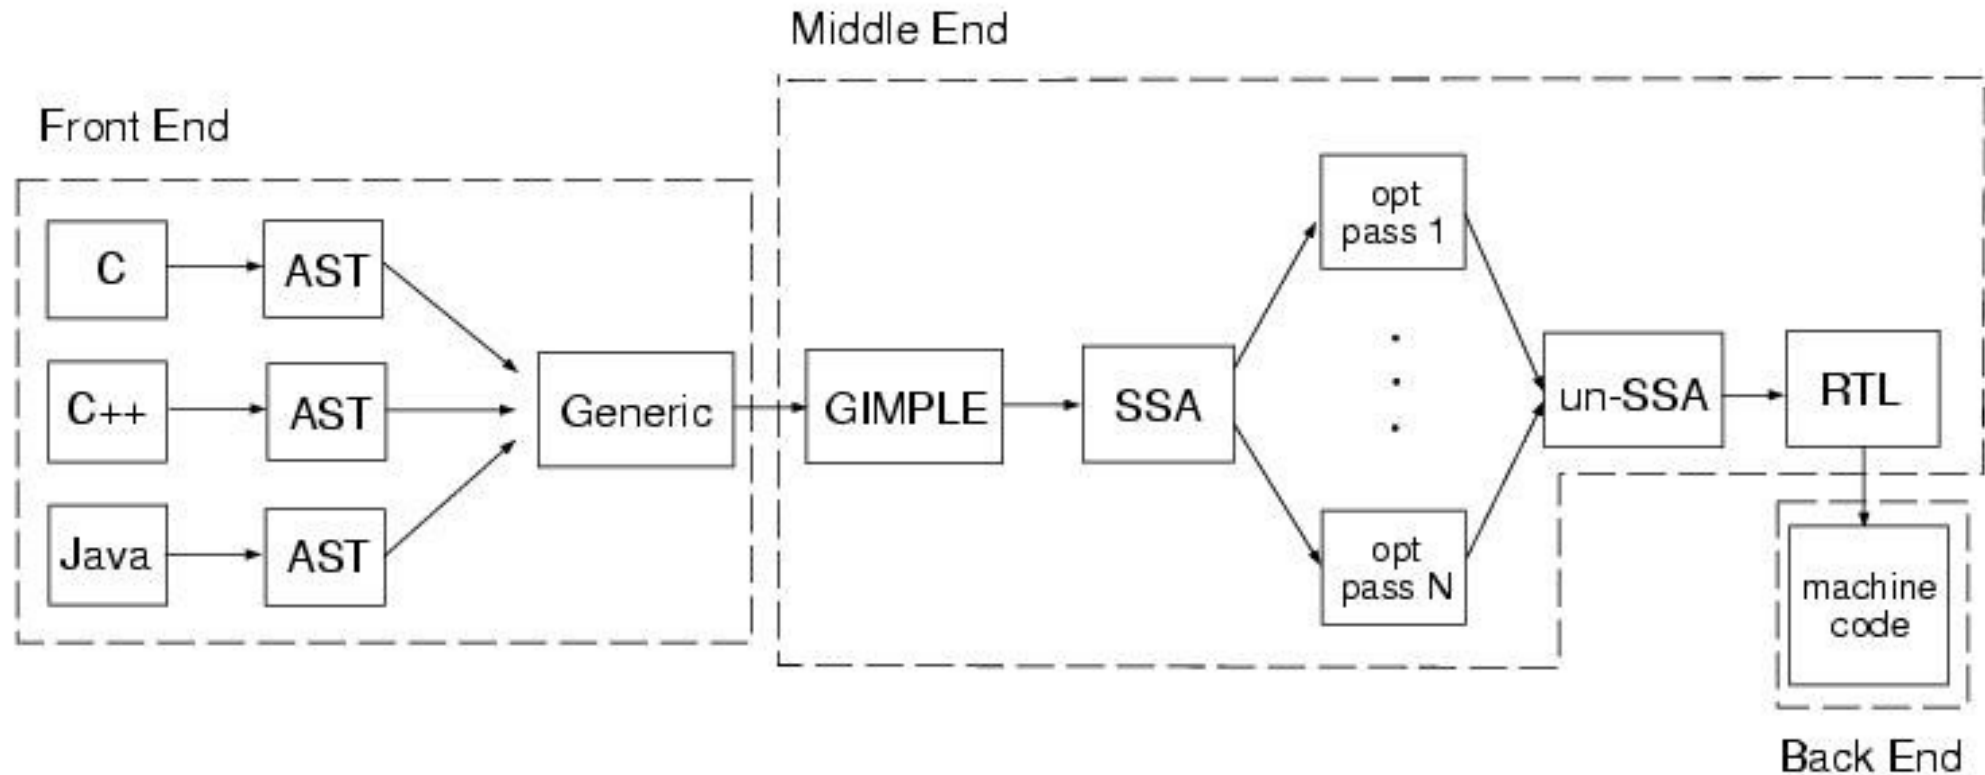 Middle End
Front End
C
AST
C++
AST
Java
AST
Generic
GIMPLE
SSA
opt
pass 1
opt
pass N
un-SSA
RTL
machine
code
Back End